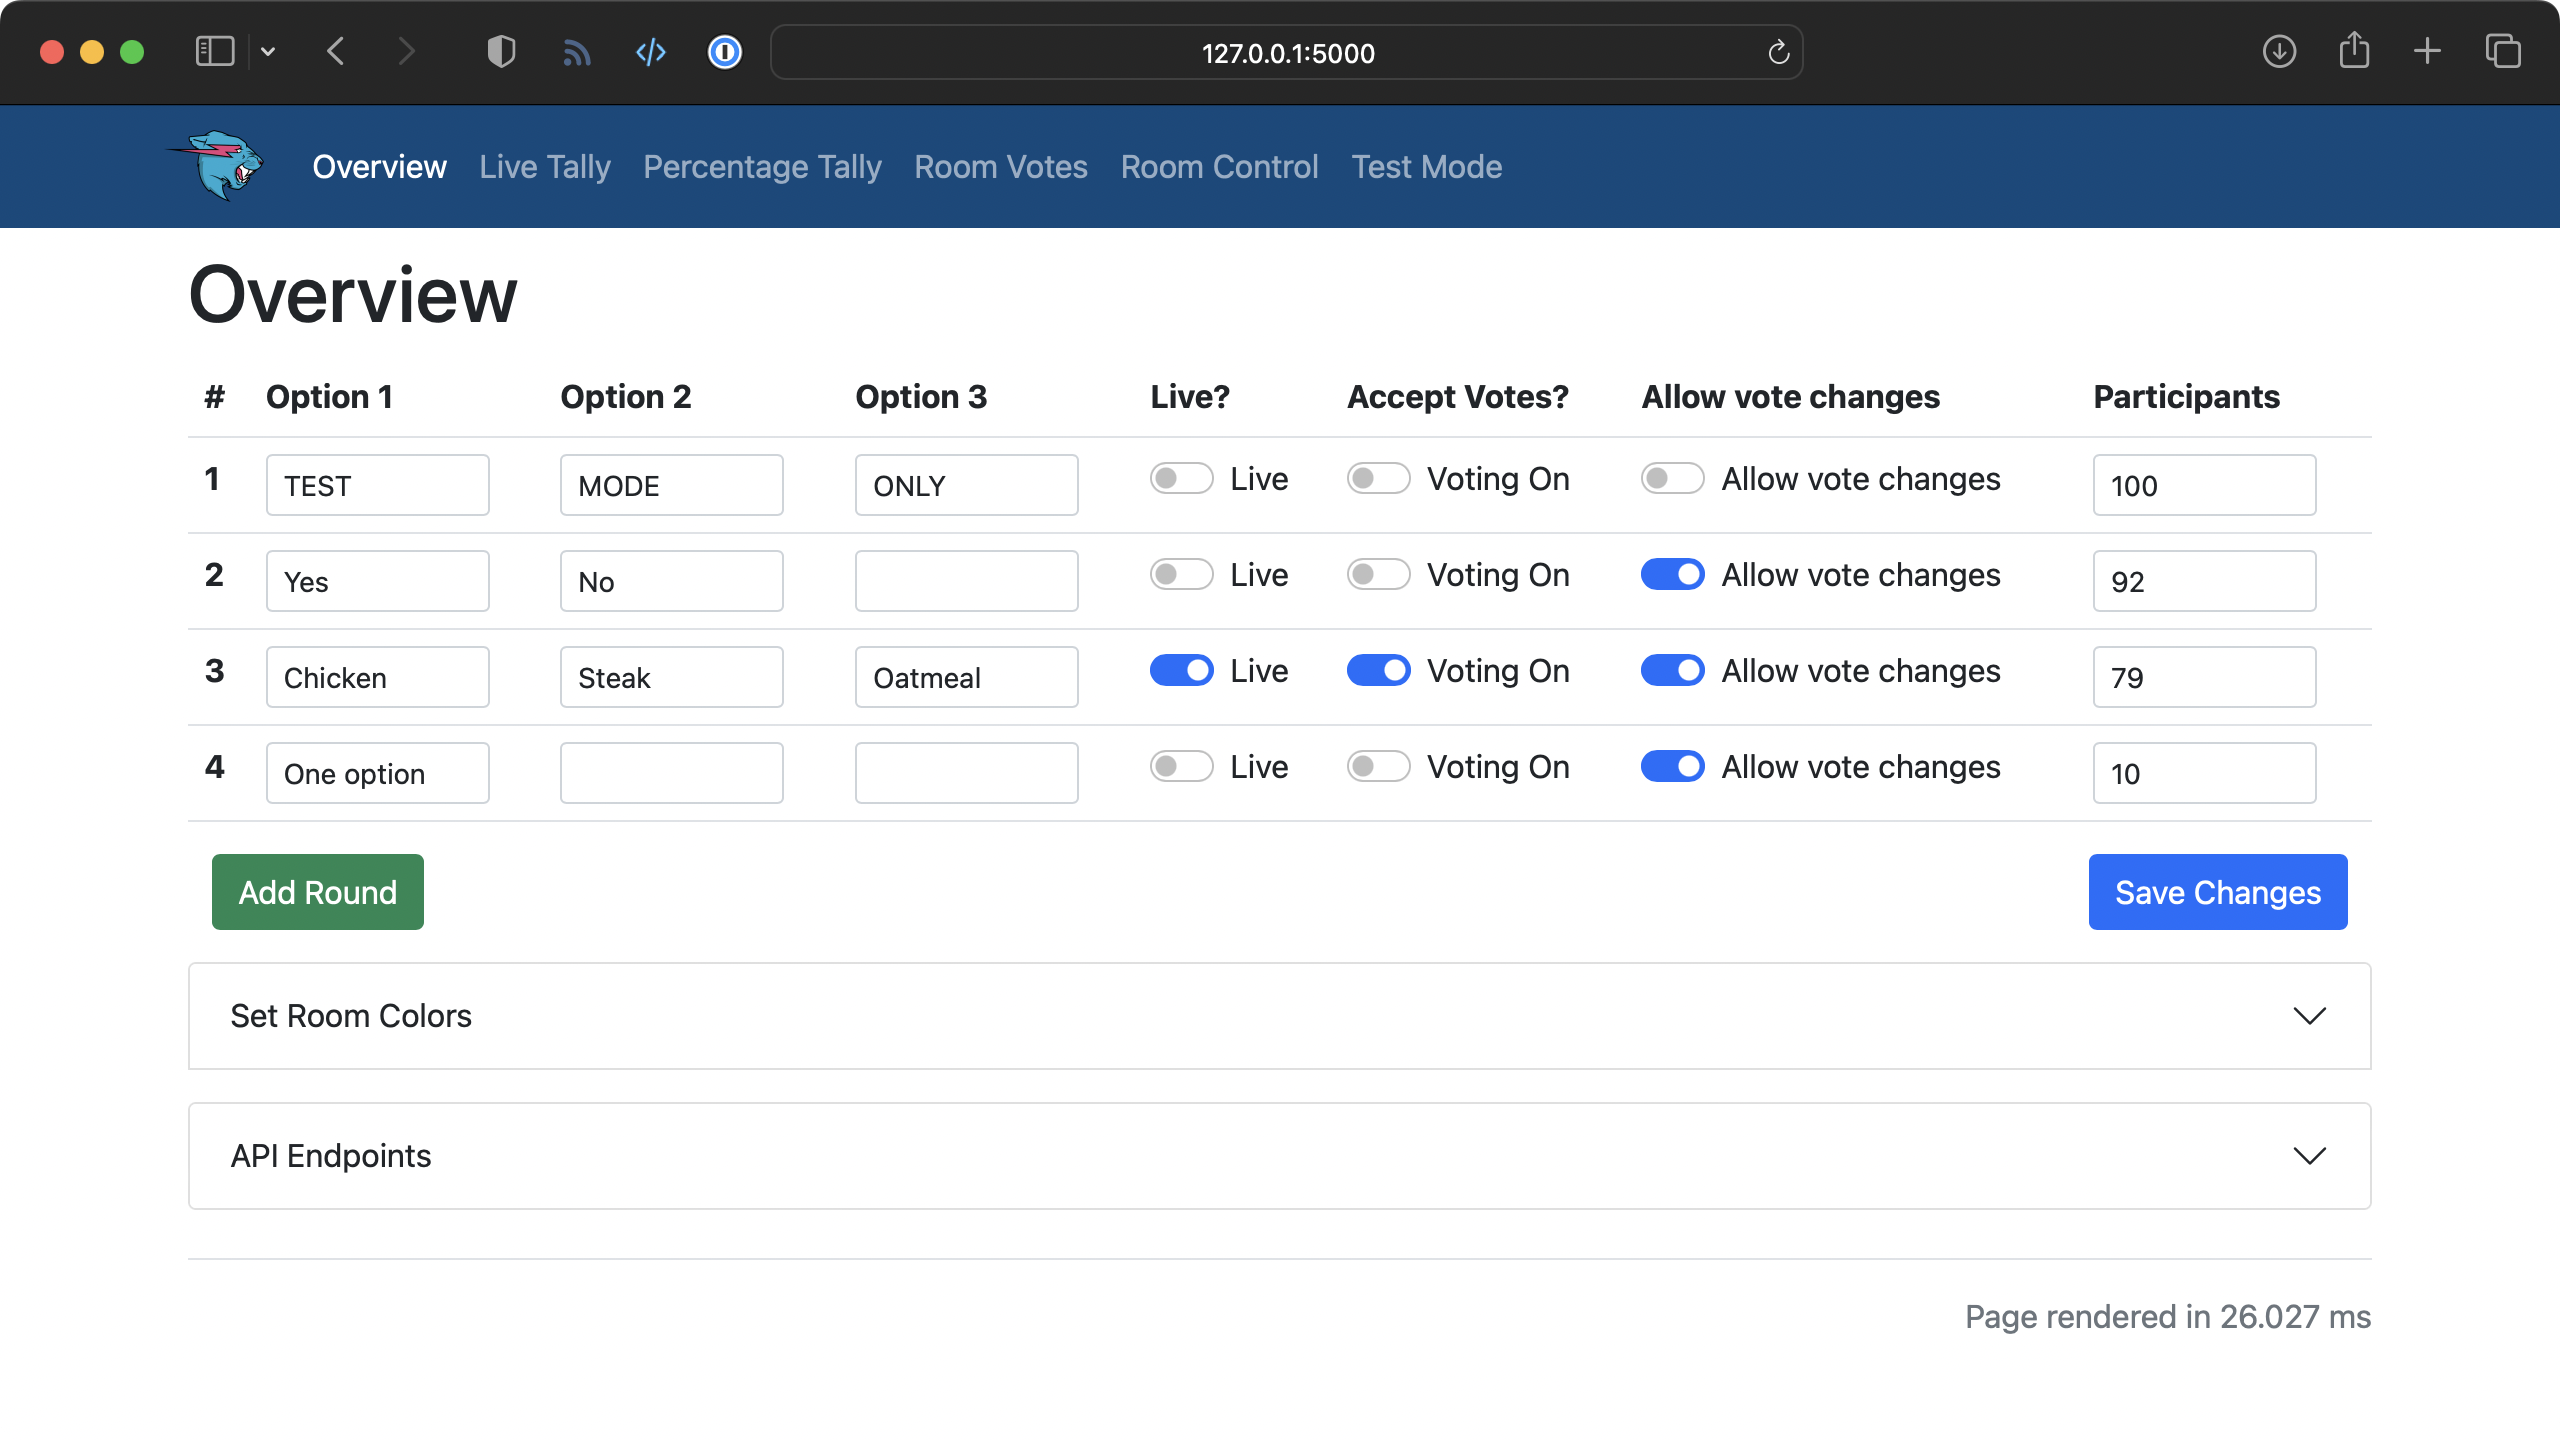 127.0.0.1:5000
Overview Live Tally Percentage Tally Room Votes Room Control Test Mode
Overview
# Option 1 Option 2 Option 3 Live? Accept Votes? Allow vote changes Participants
1 TEST MODE ONLY Live Voting On Allow vote changes 100
2 Yes No Live Voting On Allow vote changes 92
3 Chicken Steak Oatmeal Live Voting On Allow vote changes 79
4 One option Live Voting On Allow vote changes 10
Add Round Save Changes
Set Room Colors
API Endpoints
Page rendered in 26.027 ms